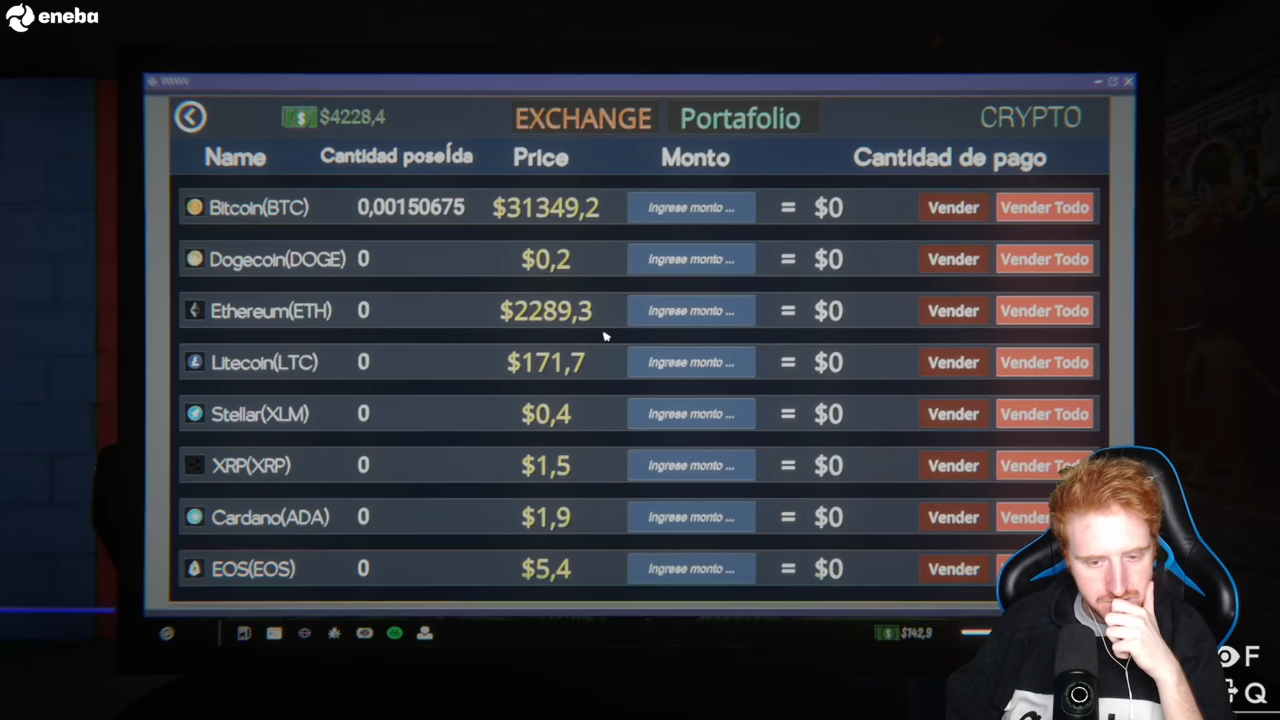 eneba
WWW
$4228,4 EXCHANGE Portafolio CRYPTO
Name Cantidad poseída Price Monto Cantidad de pago
Bitcoin(BTC) 0,00150675 $31349,2 Ingrese monto ... = $0 Vender Vender Todo
Dogecoin(DOGE) 0 $0,2 Ingrese monto ... = $0 Vender Vender Todo
Ethereum(ETH) 0 $2289,3 Ingrese monto ... = $0 Vender Vender Todo
Litecoin(LTC) 0 $171,7 Ingrese monto ... = $0 Vender Vender Todo
Stellar(XLM) 0 $0,4 Ingrese monto ... = $0 Vender Vender Todo
XRP(XRP) 0 $1,5 Ingrese monto ... = $0 Vender Vender To
Cardano(ADA) 0 $1,9 Ingrese monto ... = $0 Vender Vender
EOS(EOS) 0 $5,4 Ingrese monto ... = $0 Vender
$142,9
F
Q